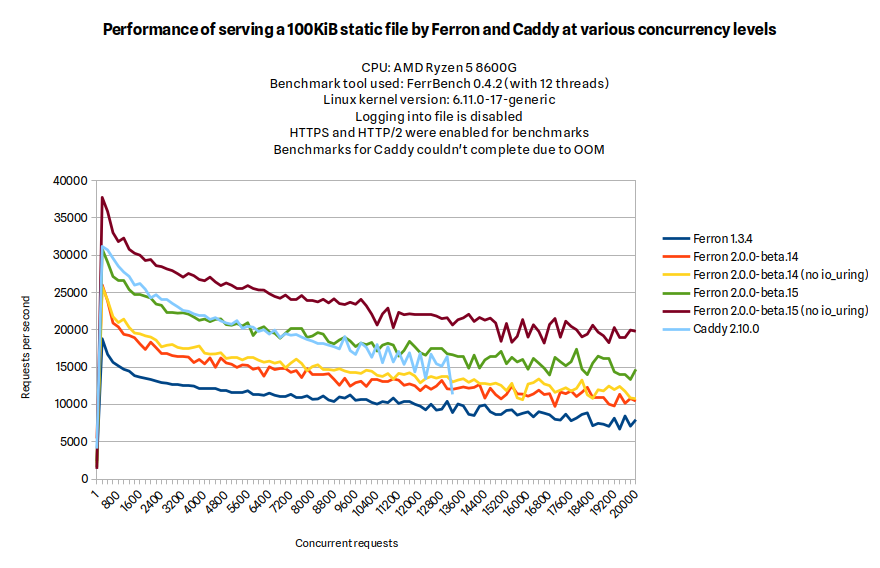 Performance of serving a 100KiB static file by Ferron and Caddy at various concurrency levels
CPU: AMD Ryzen 5 8600G
Benchmark tool used: FerrBench 0.4.2 (with 12 threads)
Linux kernel version: 6.11.0-17-generic
Logging into file is disabled
HTTPS and HTTP/2 were enabled for benchmarks
Benchmarks for Caddy couldn't complete due to OOM
40000
35000
30000
25000
20000
15000
10000
5000
0
Requests per second
1
800
1600
2400
3200
4000
4800
5600
6400
7200
8000
8800
9600
10400
11200
12000
12800
13600
14400
15200
16000
16800
17600
18400
19200
20000
Concurrent requests
Ferron 1.3.4
Ferron 2.0.0-beta.14
Ferron 2.0.0-beta.14 (no io_uring)
Ferron 2.0.0-beta.15
Ferron 2.0.0-beta.15 (no io_uring)
Caddy 2.10.0